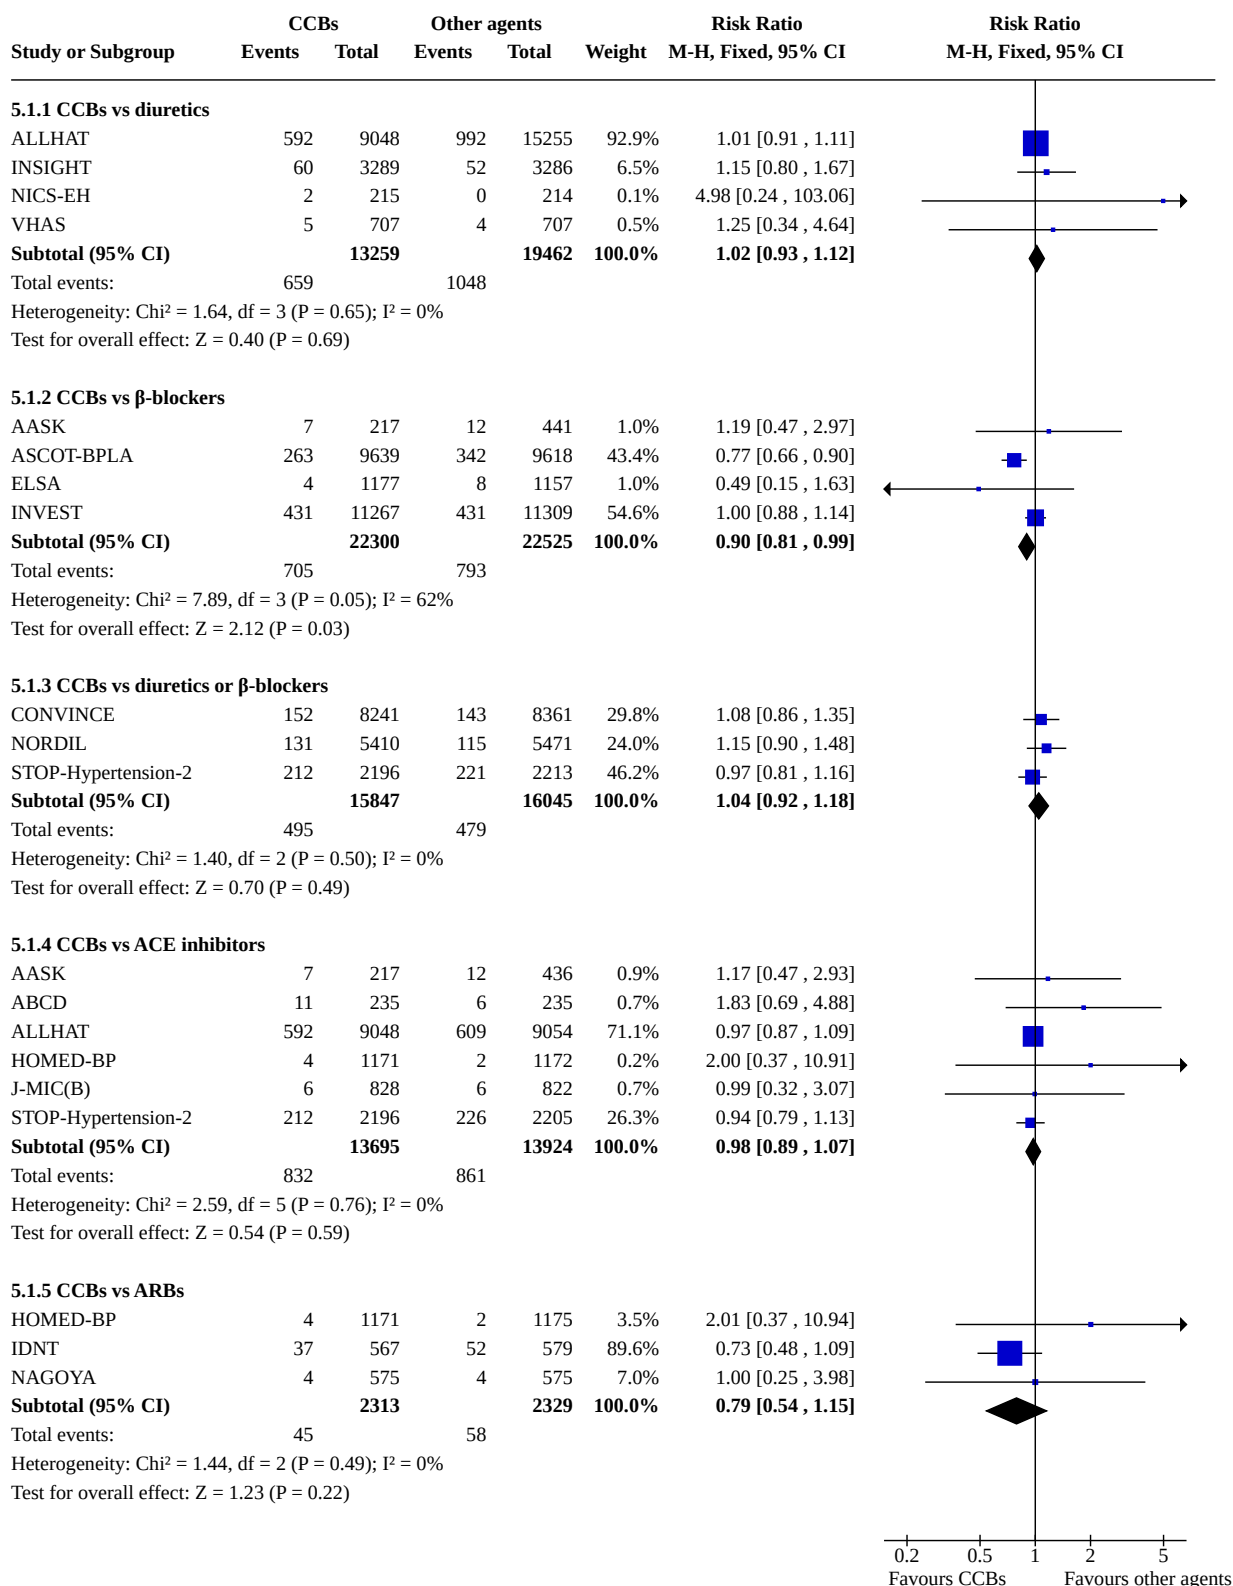 CCBs Other agents Risk Ratio Risk Ratio
Study or Subgroup Events Total Events Total Weight M-H, Fixed, 95% CI M-H, Fixed, 95% CI
5.1.1 CCBs vs diuretics
ALLHAT 592 9048 992 15255 92.9% 1.01 [0.91 , 1.11]
INSIGHT 60 3289 52 3286 6.5% 1.15 [0.80 , 1.67]
NICS-EH 2 215 0 214 0.1% 4.98 [0.24 , 103.06]
VHAS 5 707 4 707 0.5% 1.25 [0.34 , 4.64]
Subtotal (95% CI) 13259 19462 100.0% 1.02 [0.93 , 1.12]
Total events: 659 1048
Heterogeneity: Chi² = 1.64, df = 3 (P = 0.65); I² = 0%
Test for overall effect: Z = 0.40 (P = 0.69)
5.1.2 CCBs vs β-blockers
AASK 7 217 12 441 1.0% 1.19 [0.47 , 2.97]
ASCOT-BPLA 263 9639 342 9618 43.4% 0.77 [0.66 , 0.90]
ELSA 4 1177 8 1157 1.0% 0.49 [0.15 , 1.63]
INVEST 431 11267 431 11309 54.6% 1.00 [0.88 , 1.14]
Subtotal (95% CI) 22300 22525 100.0% 0.90 [0.81 , 0.99]
Total events: 705 793
Heterogeneity: Chi² = 7.89, df = 3 (P = 0.05); I² = 62%
Test for overall effect: Z = 2.12 (P = 0.03)
5.1.3 CCBs vs diuretics or β-blockers
CONVINCE 152 8241 143 8361 29.8% 1.08 [0.86 , 1.35]
NORDIL 131 5410 115 5471 24.0% 1.15 [0.90 , 1.48]
STOP-Hypertension-2 212 2196 221 2213 46.2% 0.97 [0.81 , 1.16]
Subtotal (95% CI) 15847 16045 100.0% 1.04 [0.92 , 1.18]
Total events: 495 479
Heterogeneity: Chi² = 1.40, df = 2 (P = 0.50); I² = 0%
Test for overall effect: Z = 0.70 (P = 0.49)
5.1.4 CCBs vs ACE inhibitors
AASK 7 217 12 436 0.9% 1.17 [0.47 , 2.93]
ABCD 11 235 6 235 0.7% 1.83 [0.69 , 4.88]
ALLHAT 592 9048 609 9054 71.1% 0.97 [0.87 , 1.09]
HOMED-BP 4 1171 2 1172 0.2% 2.00 [0.37 , 10.91]
J-MIC(B) 6 828 6 822 0.7% 0.99 [0.32 , 3.07]
STOP-Hypertension-2 212 2196 226 2205 26.3% 0.94 [0.79 , 1.13]
Subtotal (95% CI) 13695 13924 100.0% 0.98 [0.89 , 1.07]
Total events: 832 861
Heterogeneity: Chi² = 2.59, df = 5 (P = 0.76); I² = 0%
Test for overall effect: Z = 0.54 (P = 0.59)
5.1.5 CCBs vs ARBs
HOMED-BP 4 1171 2 1175 3.5% 2.01 [0.37 , 10.94]
IDNT 37 567 52 579 89.6% 0.73 [0.48 , 1.09]
NAGOYA 4 575 4 575 7.0% 1.00 [0.25 , 3.98]
Subtotal (95% CI) 2313 2329 100.0% 0.79 [0.54 , 1.15]
Total events: 45 58
Heterogeneity: Chi² = 1.44, df = 2 (P = 0.49); I² = 0%
Test for overall effect: Z = 1.23 (P = 0.22)
0.2 0.5 1 2 5
Favours CCBs Favours other agents